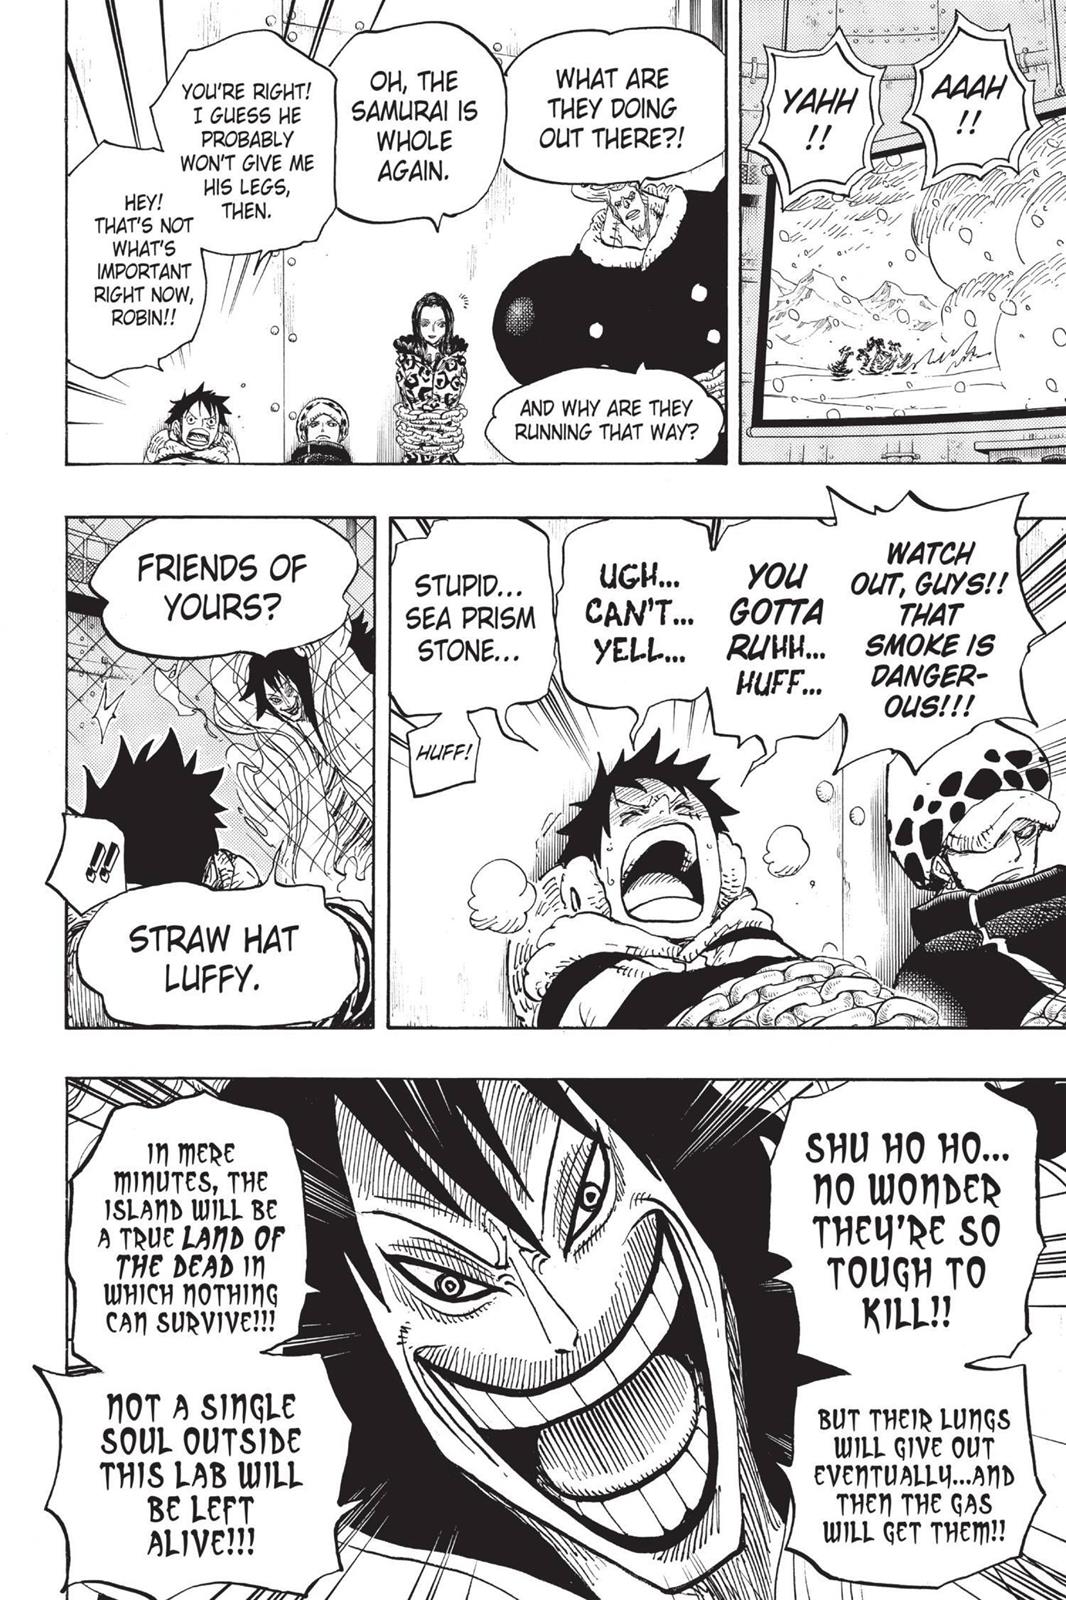 AAAH
!!
YAHH
!!
WHAT ARE
THEY DOING
OUT THERE?!
AND WHY ARE THEY
RUNNING THAT WAY?
OH, THE
SAMURAI IS
WHOLE
AGAIN.
YOU'RE RIGHT!
I GUESS HE
PROBABLY
WON'T GIVE ME
HIS LEGS,
THEN.
HEY!
THAT'S NOT
WHAT'S
IMPORTANT
RIGHT NOW,
ROBIN!!
WATCH
OUT, GUYS!!
THAT
SMOKE IS
DANGER-
OUS!!!
YOU
GOTTA
RUHH...
HUFF...
UGH...
CAN'T...
YELL...
STUPID...
SEA PRISM
STONE...
HUFF!
FRIENDS OF
YOURS?
!!
STRAW HAT
LUFFY.
SHU HO HO...
NO WONDER
THEY'RE SO
TOUGH TO
KILL!!
BUT THEIR LUNGS
WILL GIVE OUT
EVENTUALLY...AND
THEN THE GAS
WILL GET THEM!!
IN MERE
MINUTES, THE
ISLAND WILL BE
A TRUE LAND OF
THE DEAD IN
WHICH NOTHING
CAN SURVIVE!!!
NOT A SINGLE
SOUL OUTSIDE
THIS LAB WILL
BE LEFT
ALIVE!!!